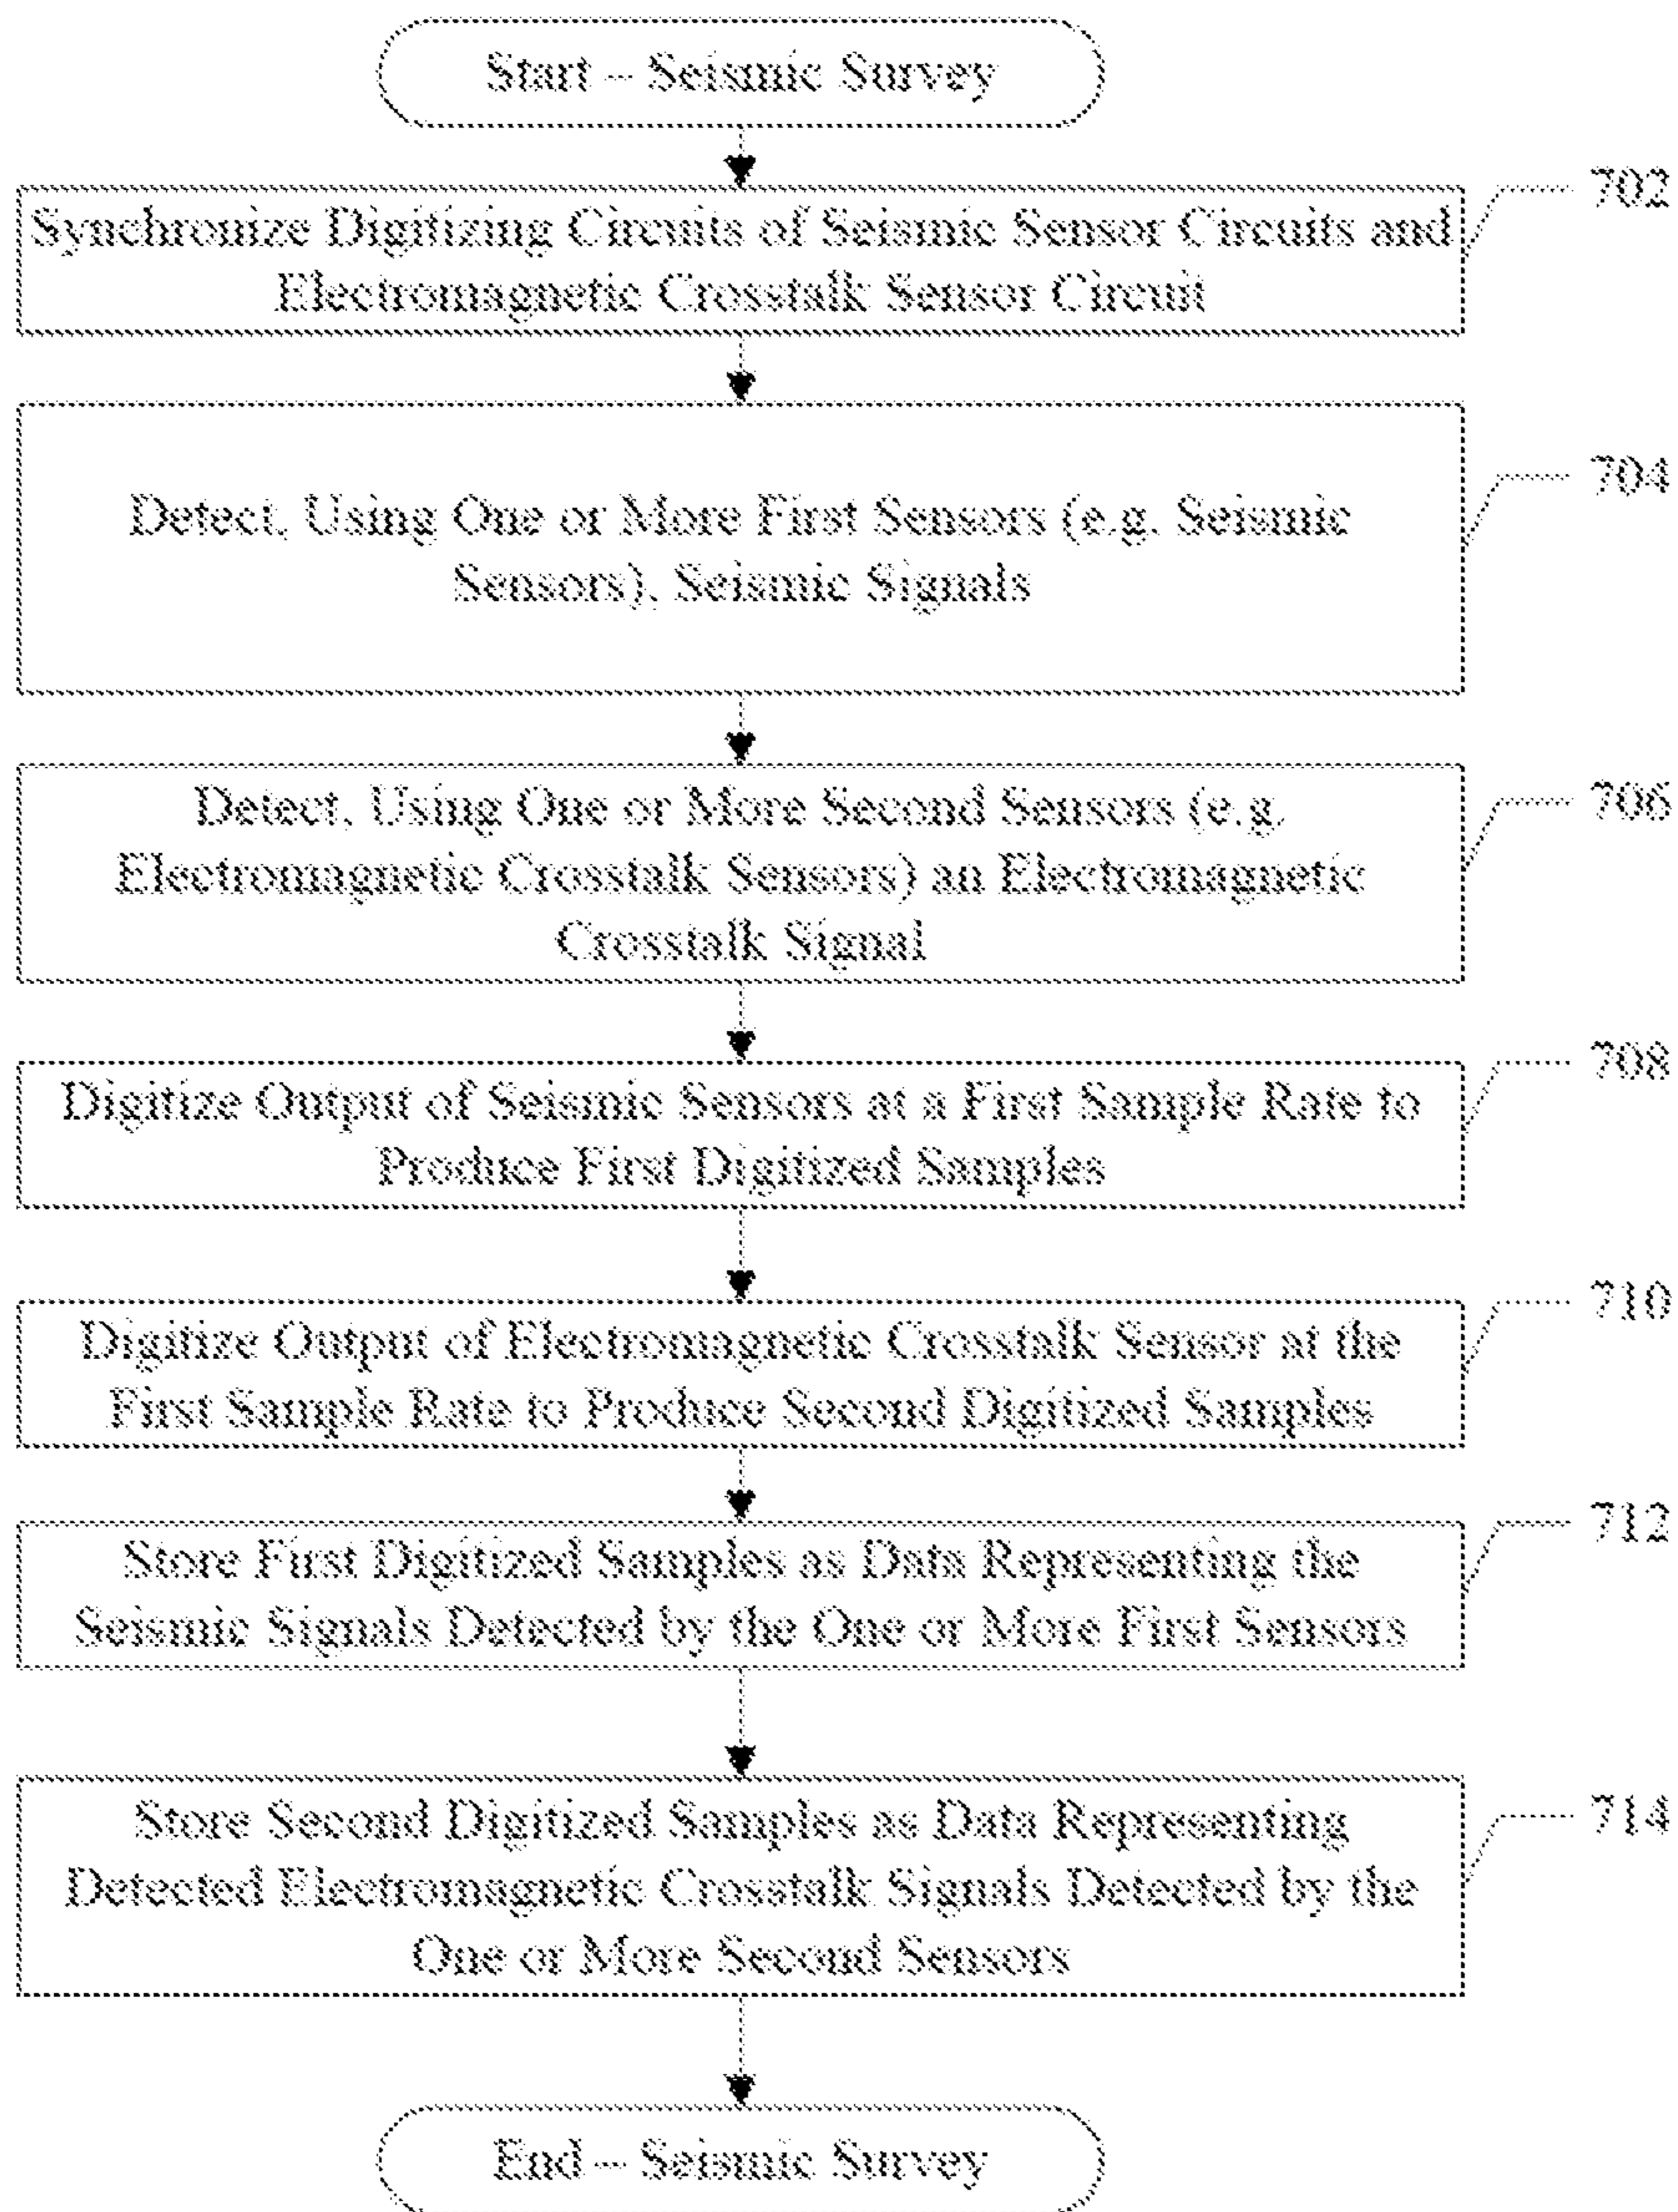 Start – Seismic Survey
702
Synchronize Digitizing Circuits of Seismic Sensor Circuits and
Electromagnetic Crosstalk Sensor Circuit
704
Detect, Using One or More First Sensors (e.g. Seismic
Sensors), Seismic Signals
706
Detect, Using One or More Second Sensors (e.g.
Electromagnetic Crosstalk Sensors) an Electromagnetic
Crosstalk Signal
708
Digitize Output of Seismic Sensors at a First Sample Rate to
Produce First Digitized Samples
710
Digitize Output of Electromagnetic Crosstalk Sensor at the
First Sample Rate to Produce Second Digitized Samples
712
Store First Digitized Samples as Data Representing the
Seismic Signals Detected by the One or More First Sensors
714
Store Second Digitized Samples as Data Representing
Detected Electromagnetic Crosstalk Signals Detected by the
One or More Second Sensors
End – Seismic Survey